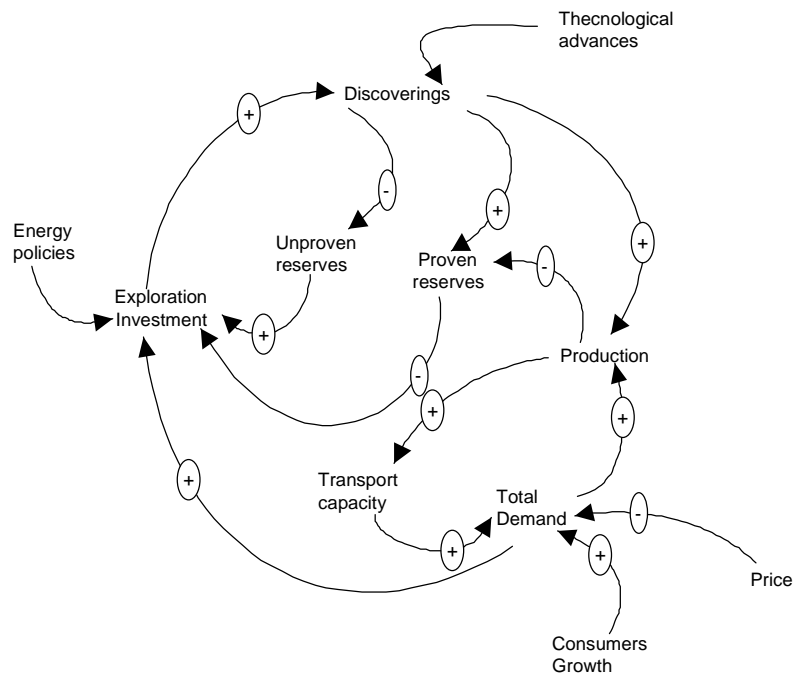 Thecnological
advances
Discoverings
+
-
+
+
Energy
policies
Unproven
reserves
Proven
reserves
-
Exploration
Investment
+
Production
-
+
+
+
Transport
capacity
Total
Demand
-
+
+
Price
Consumers
Growth